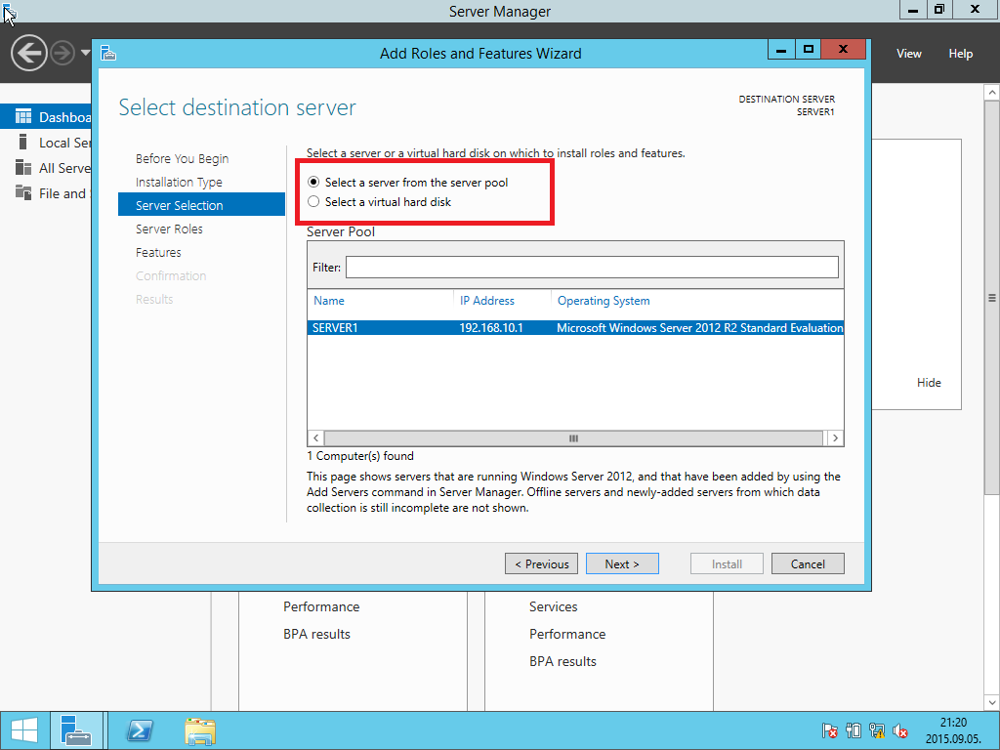 Server Manager
Add Roles and Features Wizard
View
Help
Select destination server
DESTINATION SERVER
SERVER1
Dashboa
Local Ser
All Serve
File and
Before You Begin
Installation Type
Server Selection
Server Roles
Features
Confirmation
Results
Select a server or a virtual hard disk on which to install roles and features.
Select a server from the server pool
Select a virtual hard disk
Server Pool
Filter:
Name IP Address Operating System
SERVER1 192.168.10.1 Microsoft Windows Server 2012 R2 Standard Evaluation
1 Computer(s) found
This page shows servers that are running Windows Server 2012, and that have been added by using the
Add Servers command in Server Manager. Offline servers and newly-added servers from which data
collection is still incomplete are not shown.
Hide
< Previous
Next >
Install
Cancel
Performance
BPA results
Services
Performance
BPA results
21:20
2015.09.05.